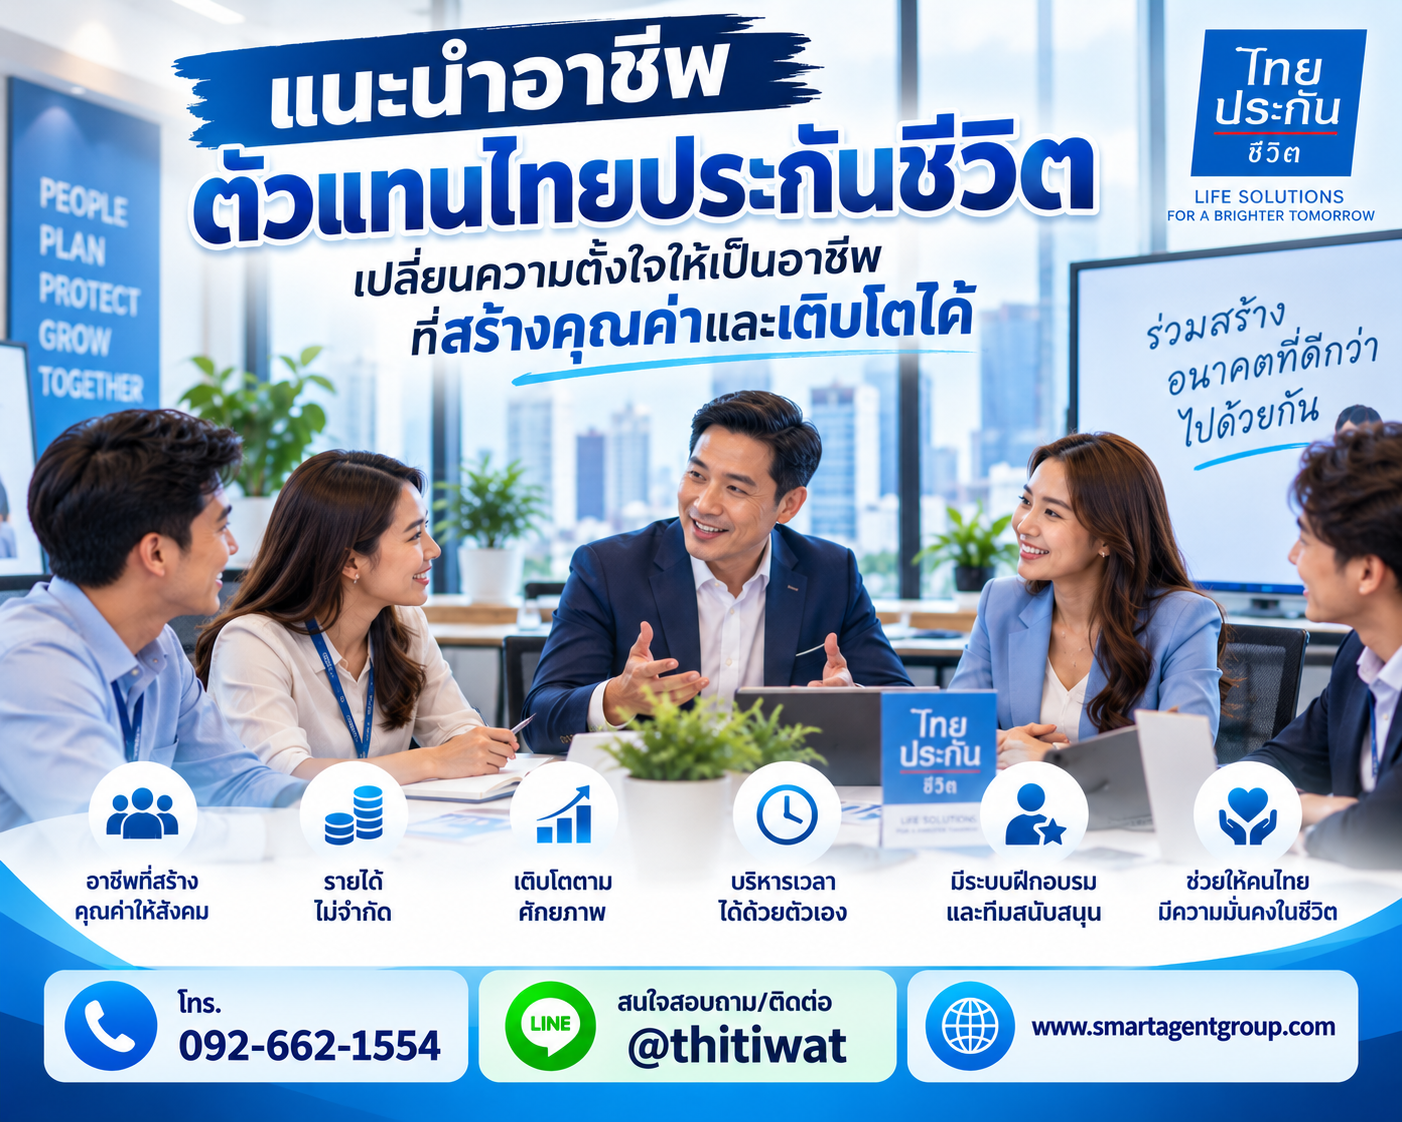 แนะนำอาชีพ
ตัวแทนไทยประกันชีวิต
เปลี่ยนความตั้งใจให้เป็นอาชีพ
ที่สร้างคุณค่าและเติบโตได้
ไทย
ประกัน
ชีวิต
LIFE SOLUTIONS
FOR A BRIGHTER TOMORROW
PEOPLE
PLAN
PROTECT
GROW
TOGETHER
ร่วมสร้าง
อนาคตที่ดีกว่า
ไปด้วยกัน
ไทย
ประกัน
ชีวิต
LIFE SOLUTIONS
FOR A BRIGHTER TOMORROW
อาชีพที่สร้าง
คุณค่าให้สังคม
รายได้
ไม่จำกัด
เติบโตตาม
ศักยภาพ
บริหารเวลา
ได้ด้วยตัวเอง
มีระบบฝึกอบรม
และทีมสนับสนุน
ช่วยให้คนไทย
มีความมั่นคงในชีวิต
โทร.
092-662-1554
LINE
สนใจสอบถาม/ติดต่อ
@thitiwat
www.smartagentgroup.com